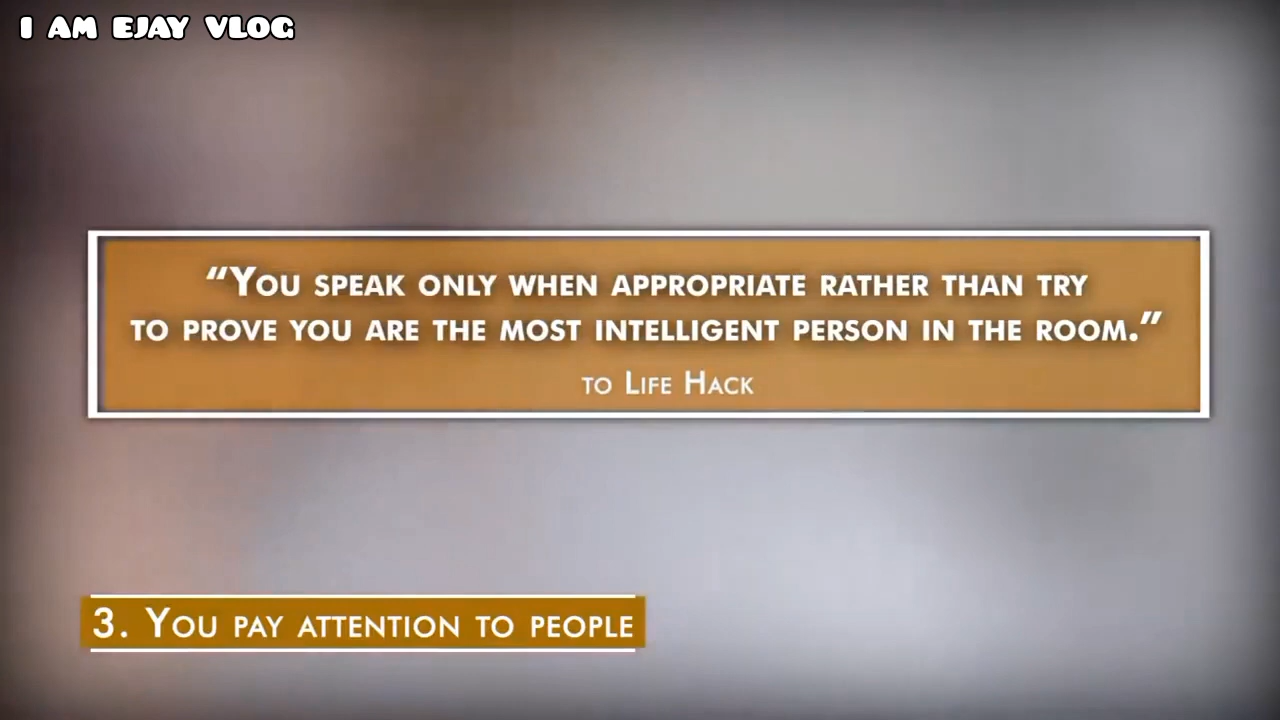 I AM EJAY VLOG
“You speak only when appropriate rather than try
to prove you are the most intelligent person in the room.”
to Life Hack
3. You pay attention to people